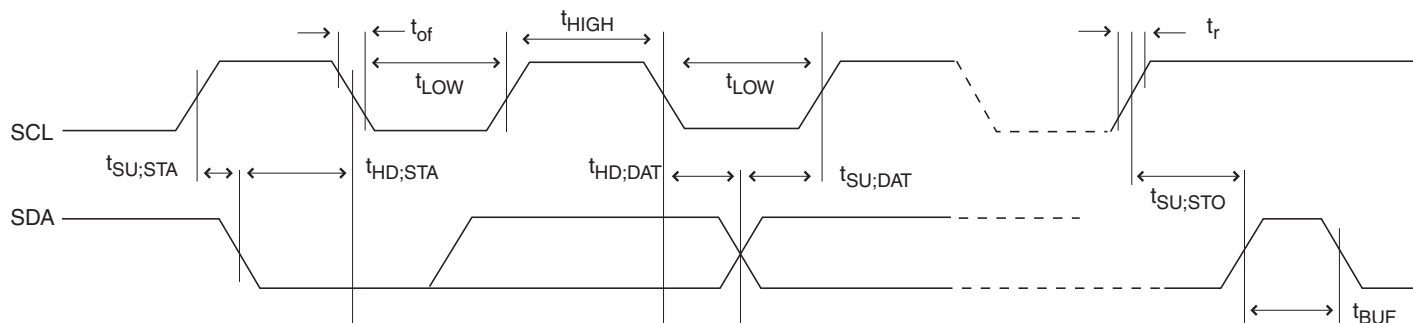 t_of
t_HIGH
t_r
t_LOW
t_LOW
SCL
t_SU;STA
t_HD;STA
t_HD;DAT
t_SU;DAT
t_SU;STO
SDA
t_BUF